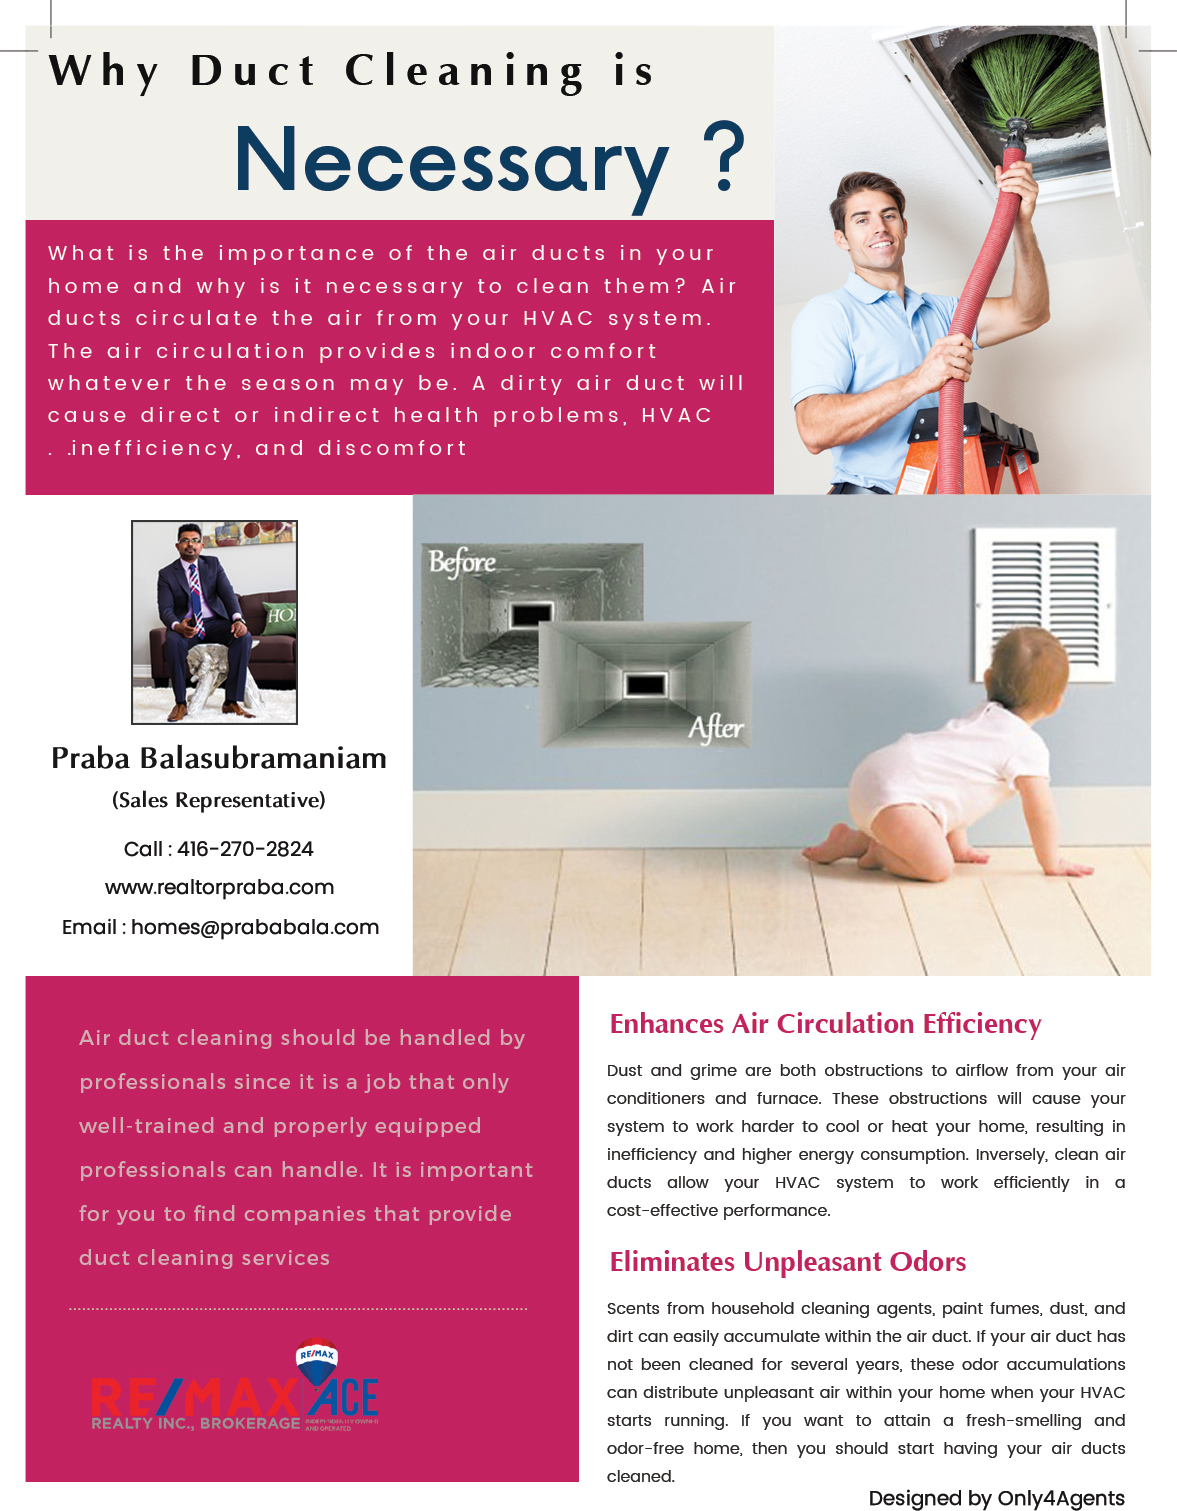 Why Duct Cleaning is
Necessary ?
What is the importance of the air ducts in your
home and why is it necessary to clean them? Air
ducts circulate the air from your HVAC system.
The air circulation provides indoor comfort
whatever the season may be. A dirty air duct will
cause direct or indirect health problems, HVAC
. .inefficiency, and discomfort
Before
After
HO
Praba Balasubramaniam
(Sales Representative)
Call : 416-270-2824
www.realtorpraba.com
Email : homes@prababala.com
Air duct cleaning should be handled by
professionals since it is a job that only
well-trained and properly equipped
professionals can handle. It is important
for you to find companies that provide
duct cleaning services
RE/MAX
RE/MAX ACE
REALTY INC., BROKERAGE
INDEPENDENTLY OWNED
AND OPERATED
Enhances Air Circulation Efficiency
Dust and grime are both obstructions to airflow from your air
conditioners and furnace. These obstructions will cause your
system to work harder to cool or heat your home, resulting in
inefficiency and higher energy consumption. Inversely, clean air
ducts allow your HVAC system to work efficiently in a
cost-effective performance.
Eliminates Unpleasant Odors
Scents from household cleaning agents, paint fumes, dust, and
dirt can easily accumulate within the air duct. If your air duct has
not been cleaned for several years, these odor accumulations
can distribute unpleasant air within your home when your HVAC
starts running. If you want to attain a fresh-smelling and
odor-free home, then you should start having your air ducts
cleaned.
Designed by Only4Agents